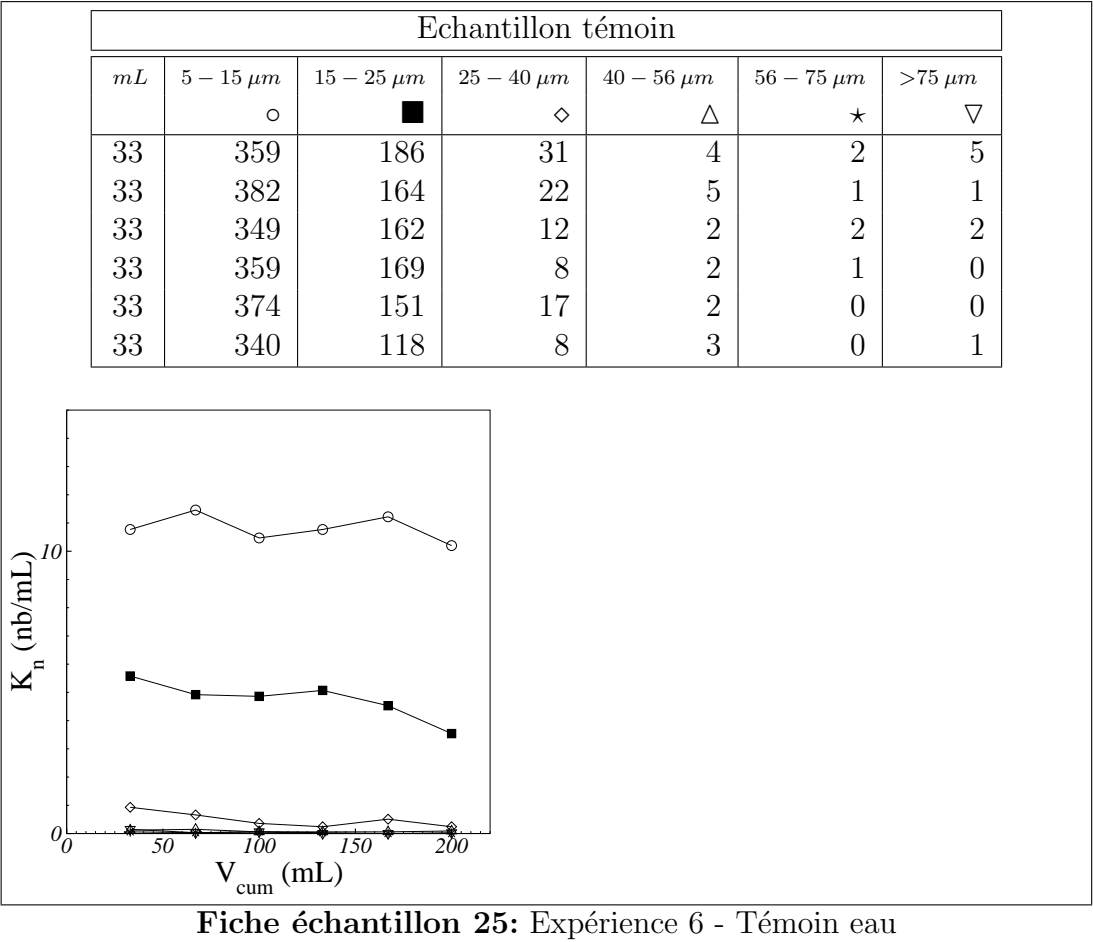 Echantillon témoin
mL 5 – 15 μm 15 – 25 μm 25 – 40 μm 40 – 56 μm 56 – 75 μm >75 μm
○ ■ ◇ △ ⋆ ▽
33 359 186 31 4 2 5
33 382 164 22 5 1 1
33 349 162 12 2 2 2
33 359 169 8 2 1 0
33 374 151 17 2 0 0
33 340 118 8 3 0 1
10
K_n (nb/mL)
0
0 50 100 150 200
V_cum (mL)
Fiche échantillon 25: Expérience 6 - Témoin eau